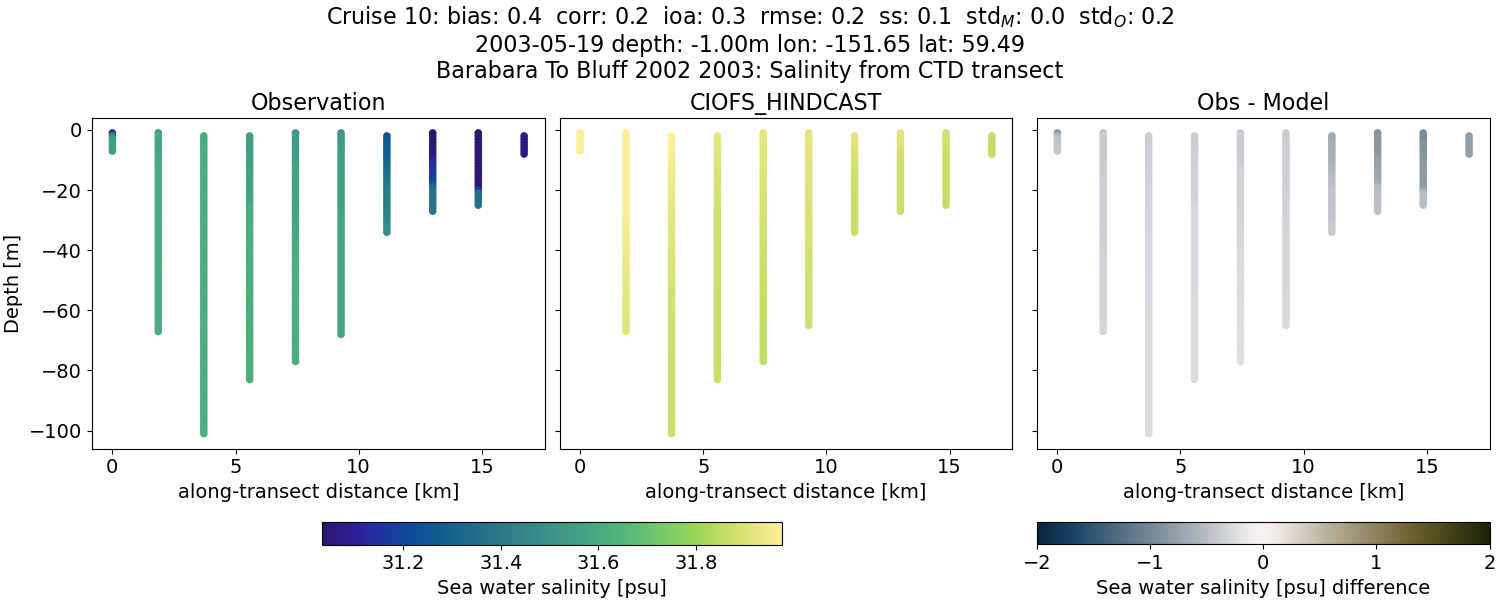 Cruise 10: bias: 0.4  corr: 0.2  ioa: 0.3  rmse: 0.2  ss: 0.1  std_M: 0.0  std_O: 0.2
2003-05-19 depth: -1.00m lon: -151.65 lat: 59.49
Barabara To Bluff 2002 2003: Salinity from CTD transect
Observation
CIOFS_HINDCAST
Obs - Model
0
−20
−40
−60
−80
−100
Depth [m]
0 5 10 15
0 5 10 15
0 5 10 15
along-transect distance [km]
along-transect distance [km]
along-transect distance [km]
31.2 31.4 31.6 31.8
Sea water salinity [psu]
−2 −1 0 1 2
Sea water salinity [psu] difference